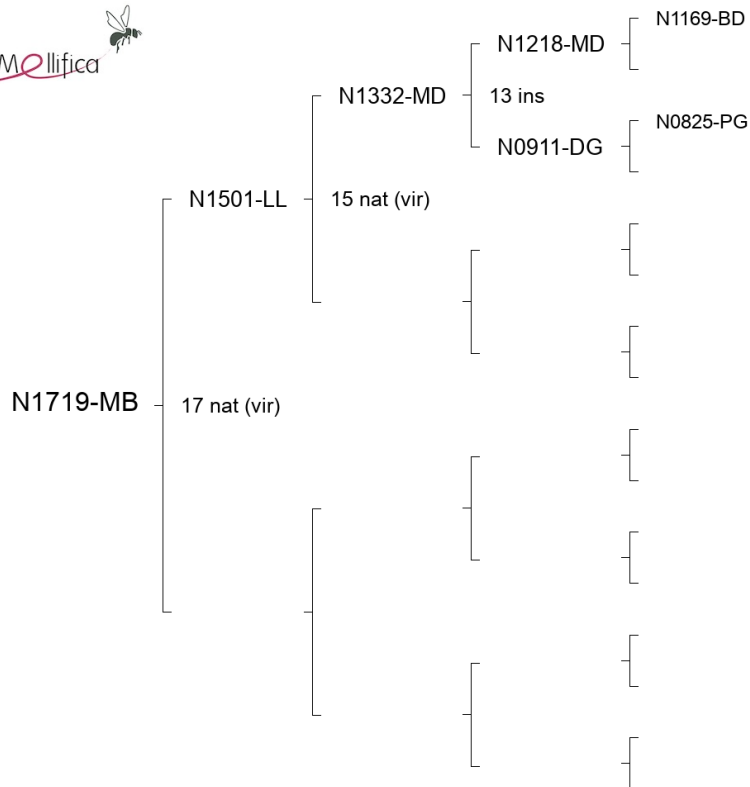 Mellifica
N1169-BD
N1218-MD
N1332-MD
13 ins
N0825-PG
N0911-DG
N1501-LL
15 nat (vir)
N1719-MB
17 nat (vir)